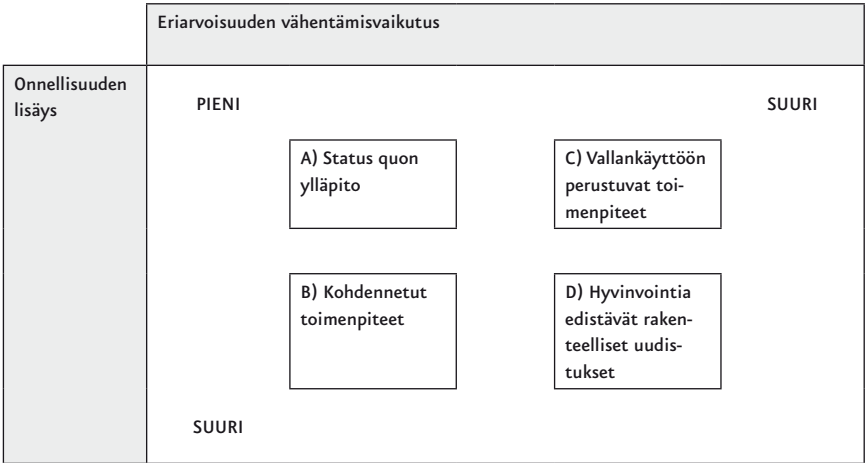 Eriarvoisuuden vähentämisvaikutus
Onnellisuuden
lisäys
PIENI
SUURI
A) Status quon
ylläpito
C) Vallankäyttöön
perustuvat toi-
menpiteet
B) Kohdennetut
toimenpiteet
D) Hyvinvointia
edistävät raken-
teelliset uudis-
tukset
SUURI